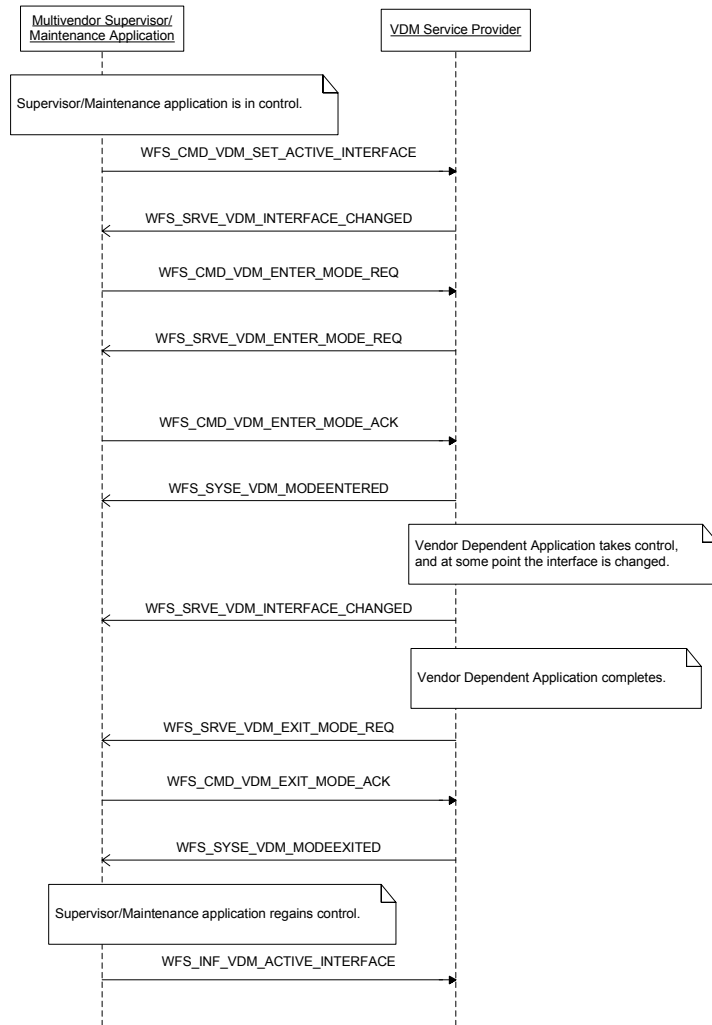 Multivendor Supervisor/
Maintenance Application
VDM Service Provider
Supervisor/Maintenance application is in control.
WFS_CMD_VDM_SET_ACTIVE_INTERFACE
WFS_SRVE_VDM_INTERFACE_CHANGED
WFS_CMD_VDM_ENTER_MODE_REQ
WFS_SRVE_VDM_ENTER_MODE_REQ
WFS_CMD_VDM_ENTER_MODE_ACK
WFS_SYSE_VDM_MODEENTERED
Vendor Dependent Application takes control,
and at some point the interface is changed.
WFS_SRVE_VDM_INTERFACE_CHANGED
Vendor Dependent Application completes.
WFS_SRVE_VDM_EXIT_MODE_REQ
WFS_CMD_VDM_EXIT_MODE_ACK
WFS_SYSE_VDM_MODEEXITED
Supervisor/Maintenance application regains control.
WFS_INF_VDM_ACTIVE_INTERFACE